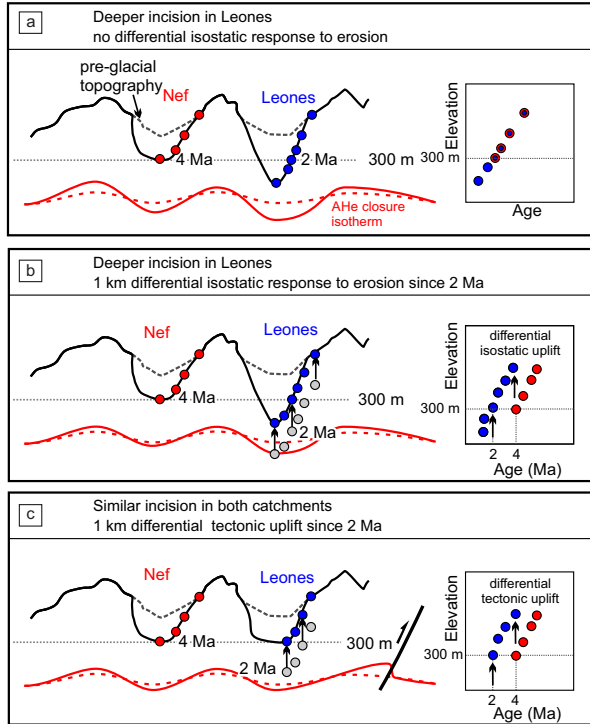 a
Deeper incision in Leones
no differential isostatic response to erosion
pre-glacial
topography
Nef
Leones
4 Ma
2 Ma
300 m
AHe closure
isotherm
Elevation
300 m
Age
b
Deeper incision in Leones
1 km differential isostatic response to erosion since 2 Ma
Nef
Leones
4 Ma
2 Ma
300 m
differential
isostatic uplift
Elevation
300 m
2
4
Age (Ma)
c
Similar incision in both catchments
1 km differential tectonic uplift since 2 Ma
Nef
Leones
4 Ma
2 Ma
300 m
differential
tectonic uplift
Elevation
300 m
2
4
Age (Ma)